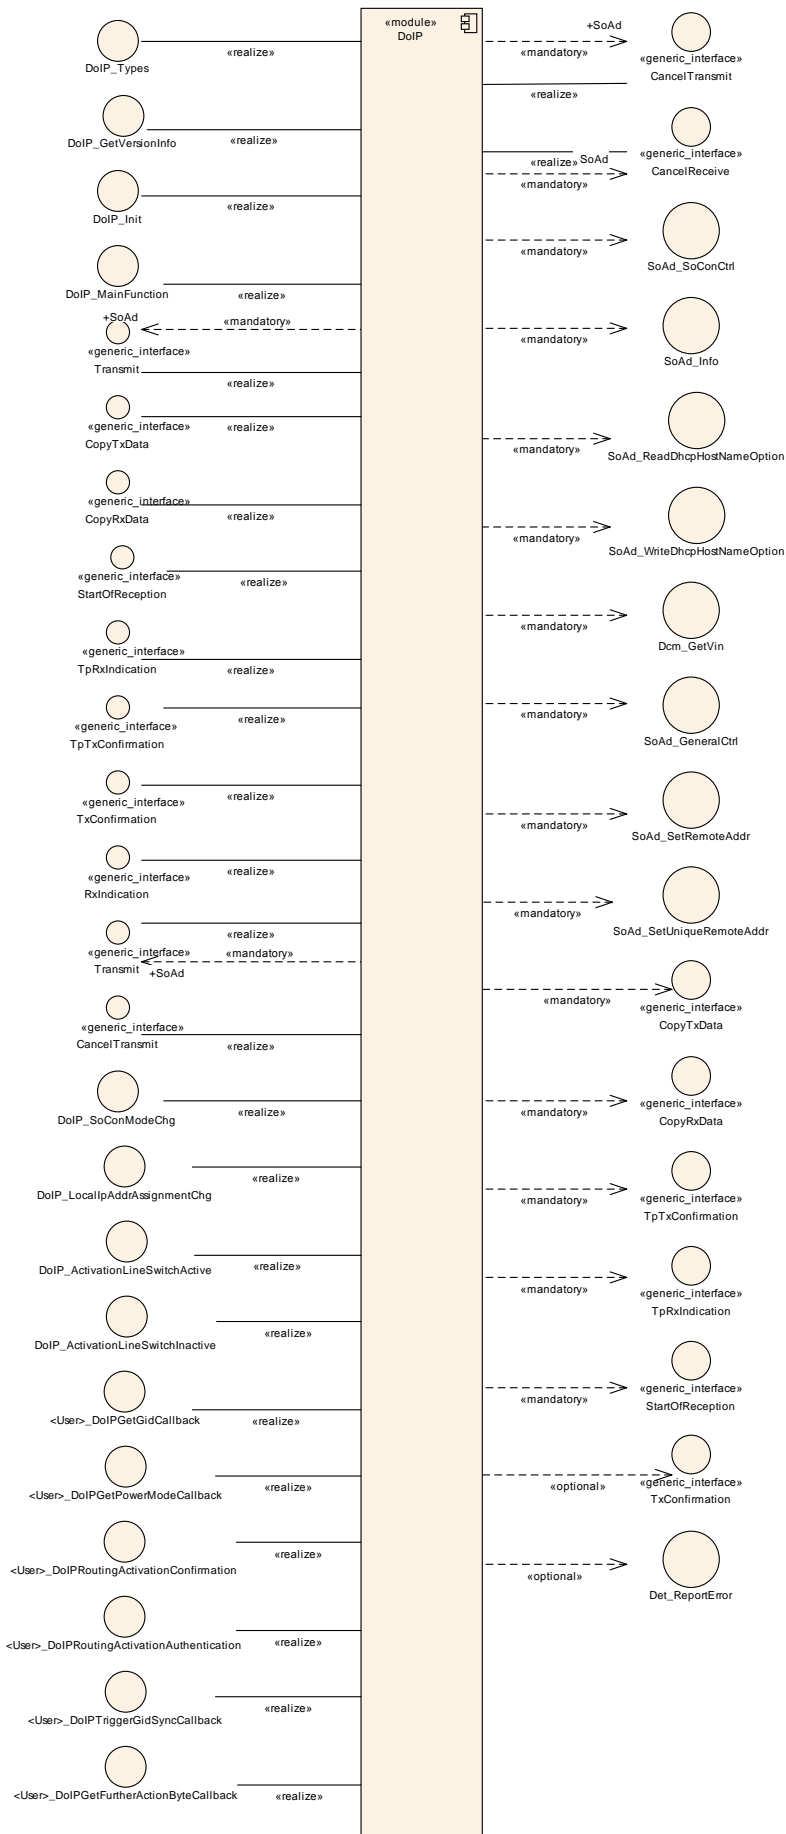 «module»
DoIP
DoIP_Types
«realize»
DoIP_GetVersionInfo
«realize»
DoIP_Init
«realize»
DoIP_MainFunction
«realize»
+SoAd
«mandatory»
«generic_interface»
Transmit
«realize»
«generic_interface»
CopyTxData
«realize»
«generic_interface»
CopyRxData
«realize»
«generic_interface»
StartOfReception
«realize»
«generic_interface»
TpRxIndication
«realize»
«generic_interface»
TpTxConfirmation
«realize»
«generic_interface»
TxConfirmation
«realize»
«generic_interface»
RxIndication
«realize»
«realize»
«generic_interface»
Transmit
«mandatory»
+SoAd
«generic_interface»
CancelTransmit
«realize»
DoIP_SoConModeChg
«realize»
DoIP_LocalIpAddrAssignmentChg
«realize»
DoIP_ActivationLineSwitchActive
«realize»
DoIP_ActivationLineSwitchInactive
«realize»
<User>_DoIPGetGidCallback
«realize»
<User>_DoIPGetPowerModeCallback
«realize»
<User>_DoIPRoutingActivationConfirmation
«realize»
<User>_DoIPRoutingActivationAuthentication
«realize»
<User>_DoIPTriggerGidSyncCallback
«realize»
<User>_DoIPGetFurtherActionByteCallback
«realize»
+SoAd
«mandatory»
«generic_interface»
CancelTransmit
«realize»
«realize»
SoAd
«generic_interface»
CancelReceive
«mandatory»
SoAd_SoConCtrl
«mandatory»
SoAd_Info
«mandatory»
SoAd_ReadDhcpHostNameOption
«mandatory»
SoAd_WriteDhcpHostNameOption
«mandatory»
Dcm_GetVin
«mandatory»
SoAd_GeneralCtrl
«mandatory»
SoAd_SetRemoteAddr
«mandatory»
SoAd_SetUniqueRemoteAddr
«mandatory»
«generic_interface»
CopyTxData
«mandatory»
«generic_interface»
CopyRxData
«mandatory»
«generic_interface»
TpTxConfirmation
«mandatory»
«generic_interface»
TpRxIndication
«mandatory»
«generic_interface»
StartOfReception
«mandatory»
«generic_interface»
TxConfirmation
«optional»
Det_ReportError
«optional»